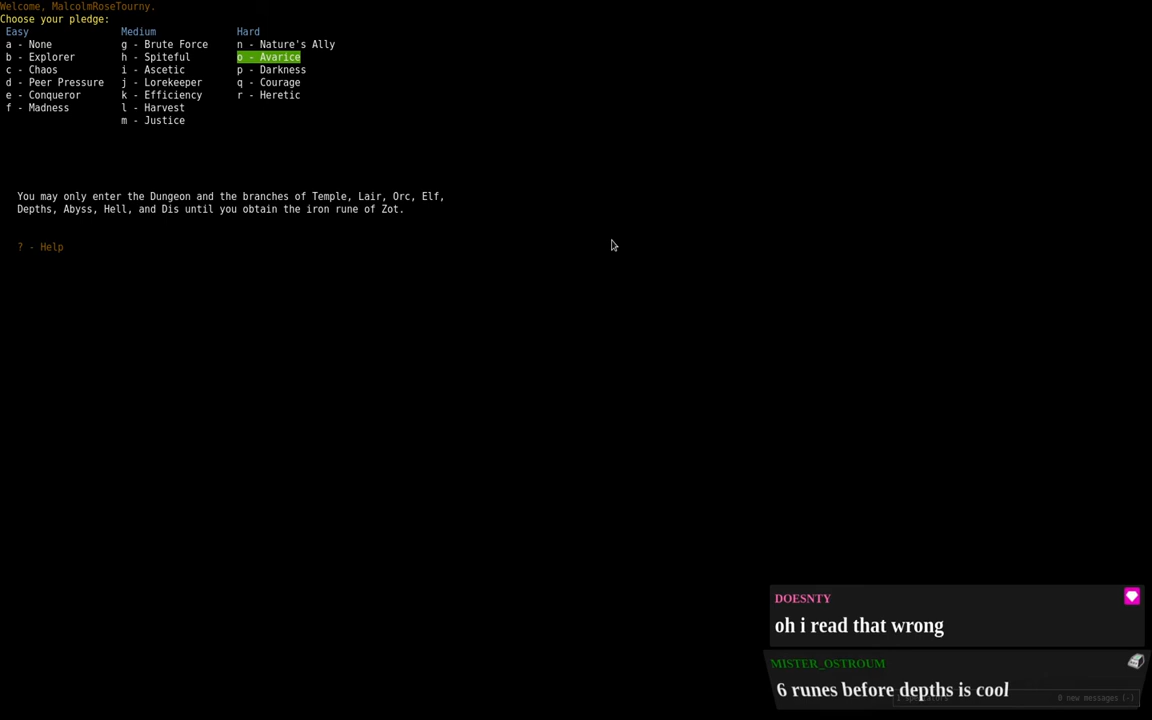 Welcome, MalcolmRoseTourny.
Choose your pledge:
Easy Medium Hard
a - None g - Brute Force n - Nature's Ally
b - Explorer h - Spiteful o - Avarice
c - Chaos i - Ascetic p - Darkness
d - Peer Pressure j - Lorekeeper q - Courage
e - Conqueror k - Efficiency r - Heretic
f - Madness l - Harvest
m - Justice
You may only enter the Dungeon and the branches of Temple, Lair, Orc, Elf,
Depths, Abyss, Hell, and Dis until you obtain the iron rune of Zot.
? - Help
DOESNTY
oh i read that wrong
MISTER_OSTROUM
6 runes before depths is cool
0 new messages (-)